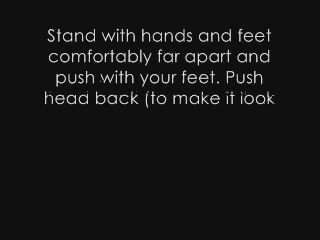 Stand with hands and feet
comfortably far apart and
push with your feet. Push
head back (to make it look